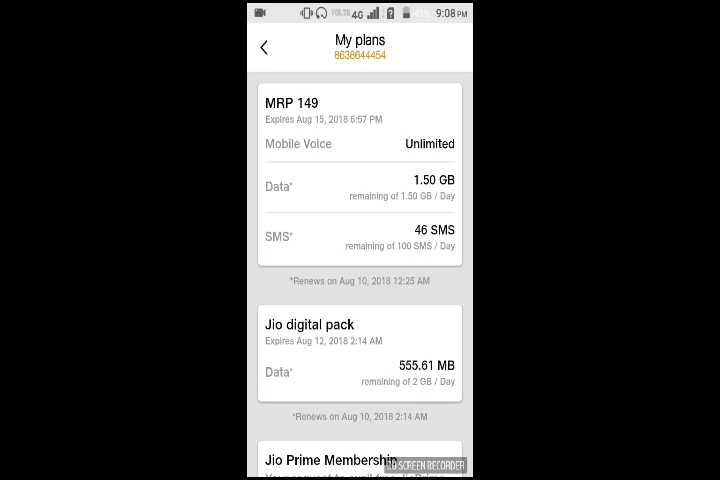 VOLTE 4G 45% 9:08 PM
My plans
8638644454
MRP 149
Expires Aug 15, 2018 6:57 PM
Mobile Voice Unlimited
Data* 1.50 GB
remaining of 1.50 GB / Day
SMS* 46 SMS
remaining of 100 SMS / Day
*Renews on Aug 10, 2018 12:25 AM
Jio digital pack
Expires Aug 12, 2018 2:14 AM
Data* 555.61 MB
remaining of 2 GB / Day
*Renews on Aug 10, 2018 2:14 AM
Jio Prime Membership
SCREEN RECORDER